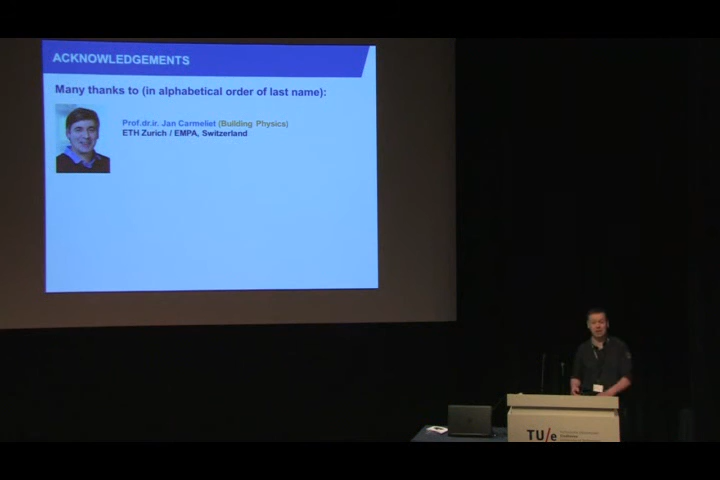 ACKNOWLEDGEMENTS
Many thanks to (in alphabetical order of last name):
Prof.dr.ir. Jan Carmeliet (Building Physics)
ETH Zurich / EMPA, Switzerland
TU/e